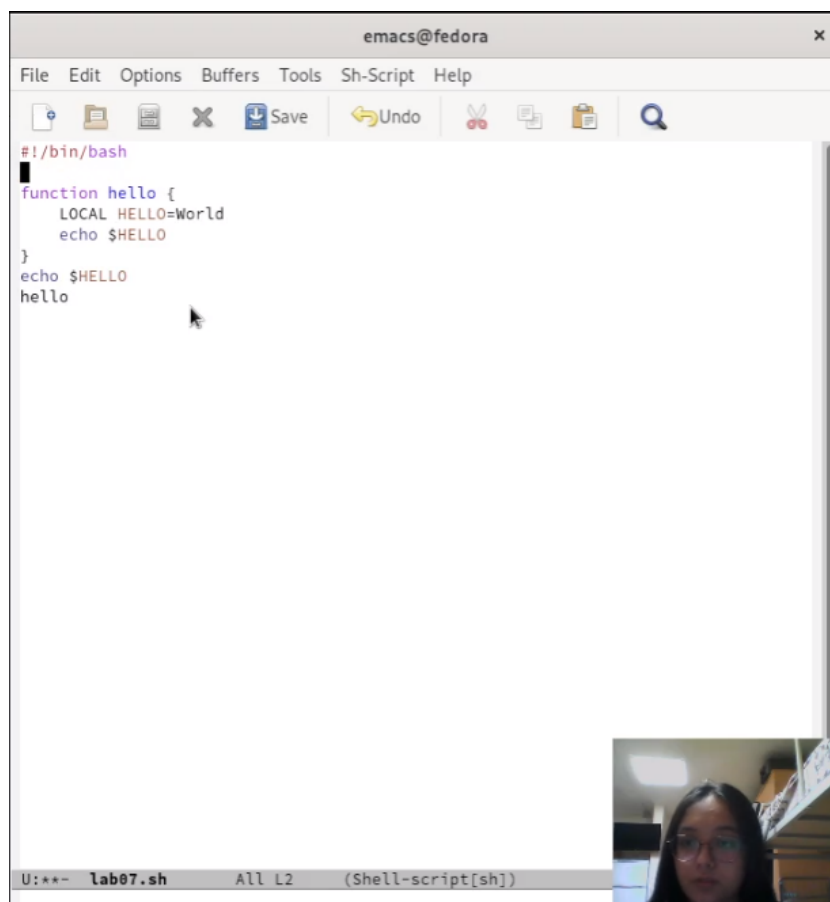 emacs@fedora ×
File Edit Options Buffers Tools Sh-Script Help
Save Undo
#!/bin/bash
function hello {
    LOCAL HELLO=World
    echo $HELLO
}
echo $HELLO
hello
U:**- lab07.sh All L2 (Shell-script[sh])